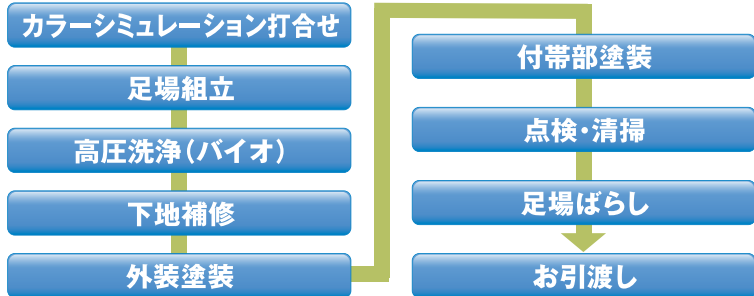 カラーシミュレーション打合せ
足場組立
高圧洗浄(バイオ)
下地補修
外装塗装
付帯部塗装
点検・清掃
足場ばらし
お引渡し